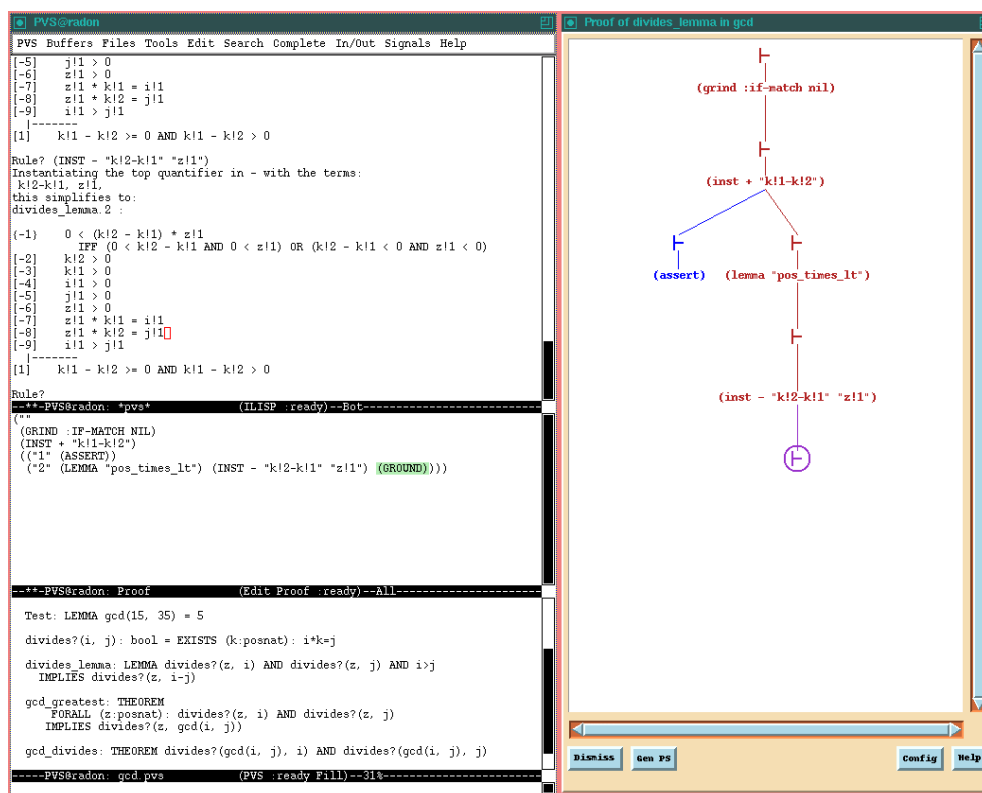 PVS@radon
PVS Buffers Files Tools Edit Search Complete In/Out Signals Help
[-5] j!1 > 0
[-6] z!1 > 0
[-7] z!1 * k!1 = i!1
[-8] z!1 * k!2 = j!1
[-9] i!1 > j!1
|-------
[1] k!1 - k!2 >= 0 AND k!1 - k!2 > 0
Rule? (INST - "k!2-k!1" "z!1")
Instantiating the top quantifier in - with the terms:
k!2-k!1, z!1,
this simplifies to:
divides_lemma.2 :
{-1} 0 < (k!2 - k!1) * z!1
IFF (0 < k!2 - k!1 AND 0 < z!1) OR (k!2 - k!1 < 0 AND z!1 < 0)
[-2] k!2 > 0
[-3] k!1 > 0
[-4] i!1 > 0
[-5] j!1 > 0
[-6] z!1 > 0
[-7] z!1 * k!1 = i!1
[-8] z!1 * k!2 = j!1
[-9] i!1 > j!1
|-------
[1] k!1 - k!2 >= 0 AND k!1 - k!2 > 0
Rule?
--**-PVS@radon: *pvs* (ILISP :ready)--Bot-----------------------
(""
(GRIND :IF-MATCH NIL)
(INST + "k!1-k!2")
(("1" (ASSERT))
("2" (LEMMA "pos_times_lt") (INST - "k!2-k!1" "z!1") (GROUND))))
--**-PVS@radon: Proof (Edit Proof :ready)--All-------------------
Test: LEMMA gcd(15, 35) = 5
divides?(i, j): bool = EXISTS (k:posnat): i*k=j
divides_lemma: LEMMA divides?(z, i) AND divides?(z, j) AND i>j
IMPLIES divides?(z, i-j)
gcd_greatest: THEOREM
FORALL (z:posnat): divides?(z, i) AND divides?(z, j)
IMPLIES divides?(z, gcd(i, j))
gcd_divides: THEOREM divides?(gcd(i, j), i) AND divides?(gcd(i, j), j)
-----PVS@radon: gcd.pvs (PVS :ready Fill)--31%---------------------
Proof of divides_lemma in gcd
(grind :if-match nil)
(inst + "k!1-k!2")
(assert) (lemma "pos_times_lt")
(inst - "k!2-k!1" "z!1")
Dismiss Gen PS Config Help